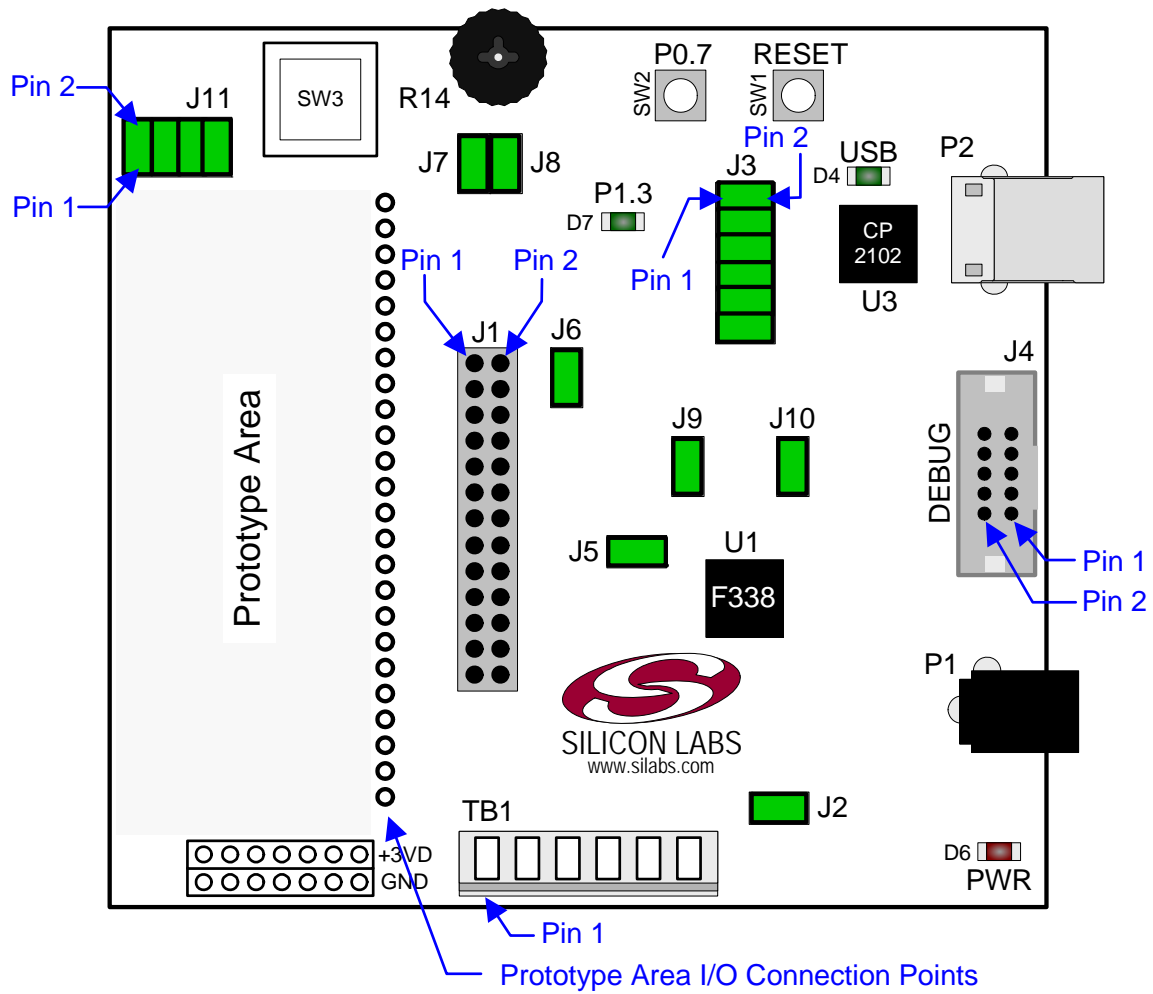 P0.7
RESET
Pin 2
J11
SW3
R14
SW2
SW1
Pin 2
J7
J8
J3
D4
USB
P2
Pin 1
P1.3
D7
CP
2102
Pin 1
Pin 2
Pin 1
U3
J1
J6
J4
Prototype Area
J9
J10
DEBUG
J5
U1
Pin 1
F338
Pin 2
P1
SILICON LABS
www.silabs.com
TB1
J2
+3VD
GND
D6
PWR
Pin 1
Prototype Area I/O Connection Points